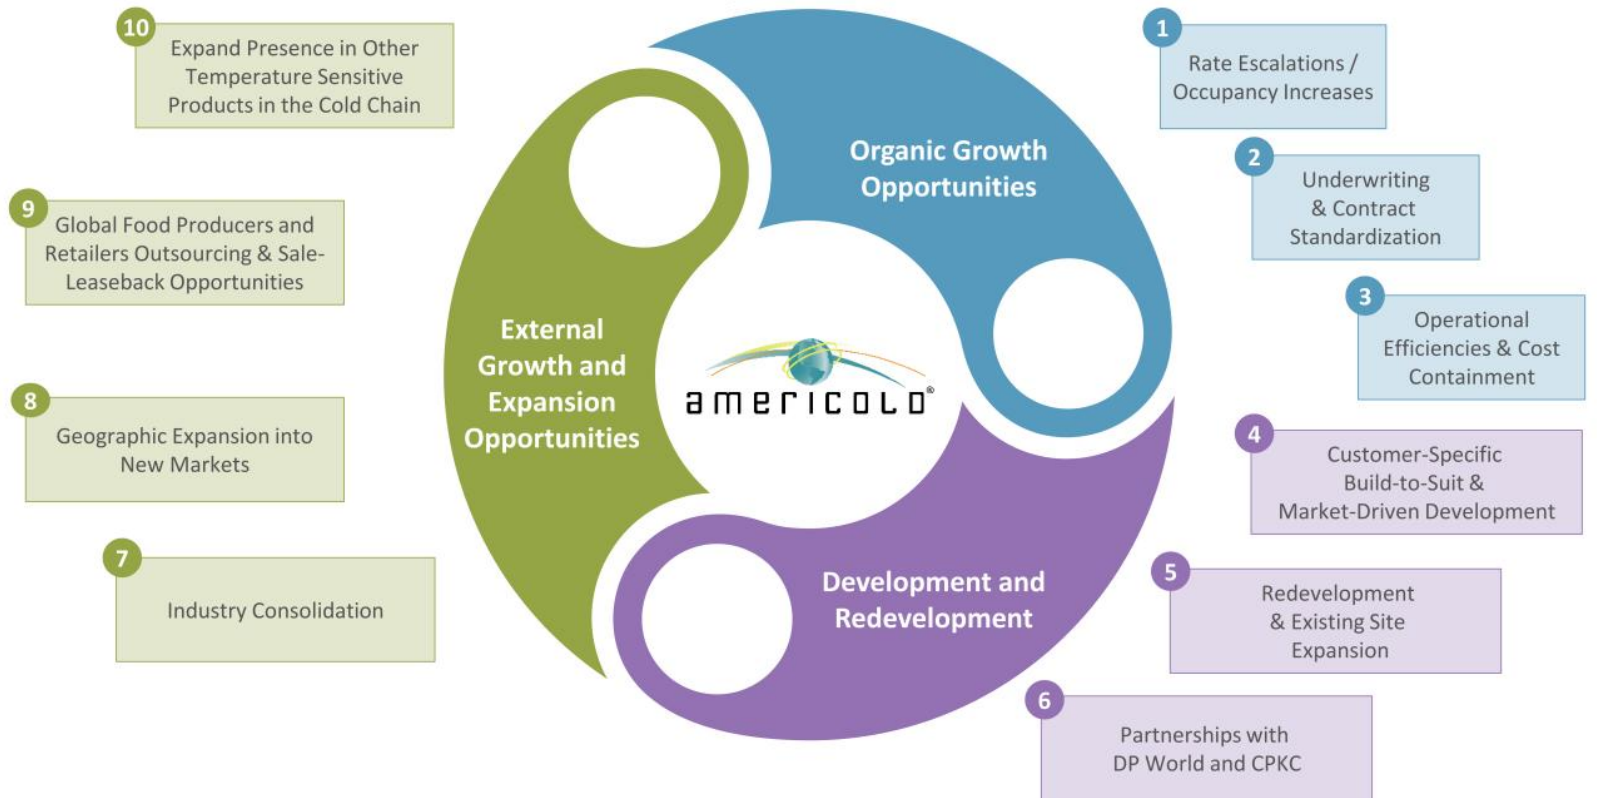 Organic Growth
Opportunities
1
Rate Escalations /
Occupancy Increases
2
Underwriting
& Contract
Standardization
3
Operational
Efficiencies & Cost
Containment
Development and
Redevelopment
4
Customer-Specific
Build-to-Suit &
Market-Driven Development
5
Redevelopment
& Existing Site
Expansion
6
Partnerships with
DP World and CPKC
External
Growth and
Expansion
Opportunities
7
Industry Consolidation
8
Geographic Expansion into
New Markets
9
Global Food Producers and
Retailers Outsourcing & Sale-
Leaseback Opportunities
10
Expand Presence in Other
Temperature Sensitive
Products in the Cold Chain
americold®